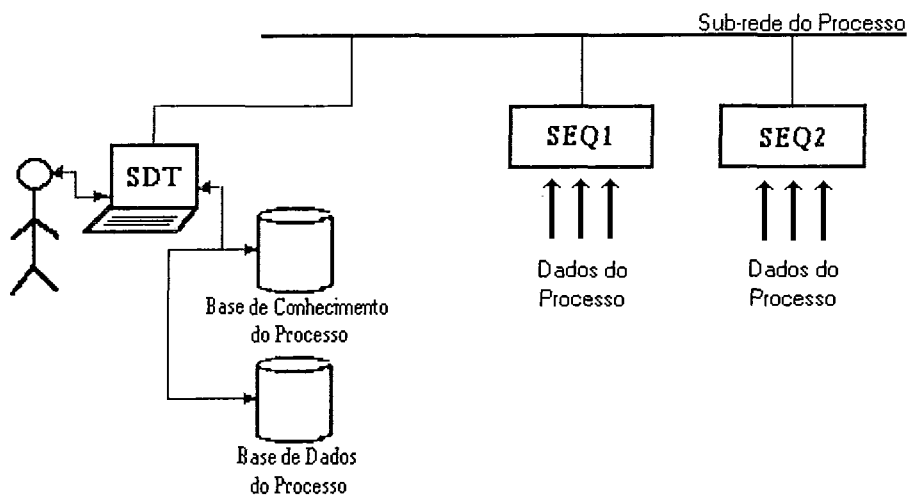 Sub-rede do Processo
SDT
SEQ1
SEQ2
Dados do
Processo
Dados do
Processo
Base de Conhecimento
do Processo
Base de Dados
do Processo